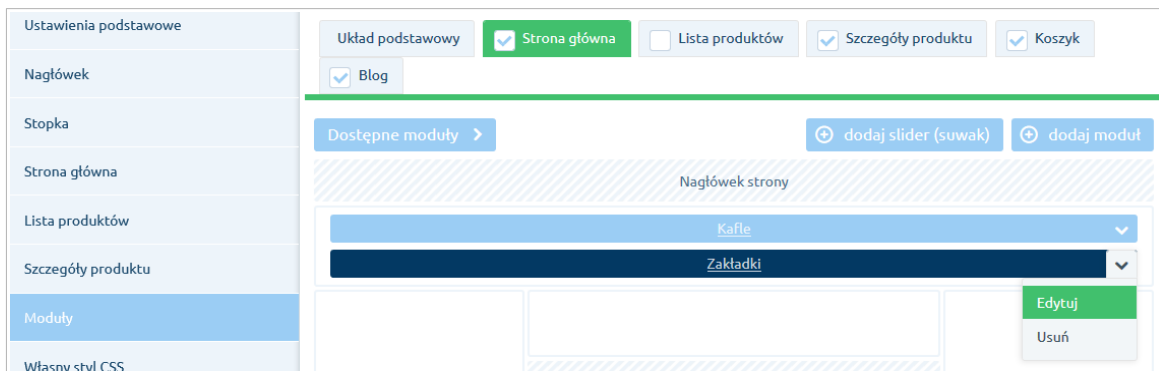 Ustawienia podstawowe
Nagłówek
Stopka
Strona główna
Lista produktów
Szczegóły produktu
Moduły
Własny styl CSS
Układ podstawowy Strona główna Lista produktów Szczegóły produktu Koszyk
Blog
Dostępne moduły dodaj slider (suwak) dodaj moduł
Nagłówek strony
Kafle
Zakładki
Edytuj
Usuń